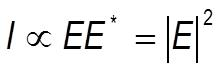 I ∝ EE* = |E|²